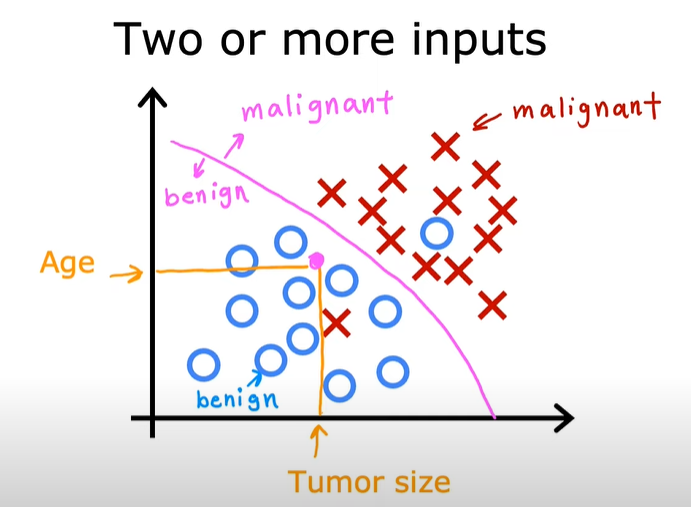 Two or more inputs
malignant
malignant
benign
Age
benign
Tumor size